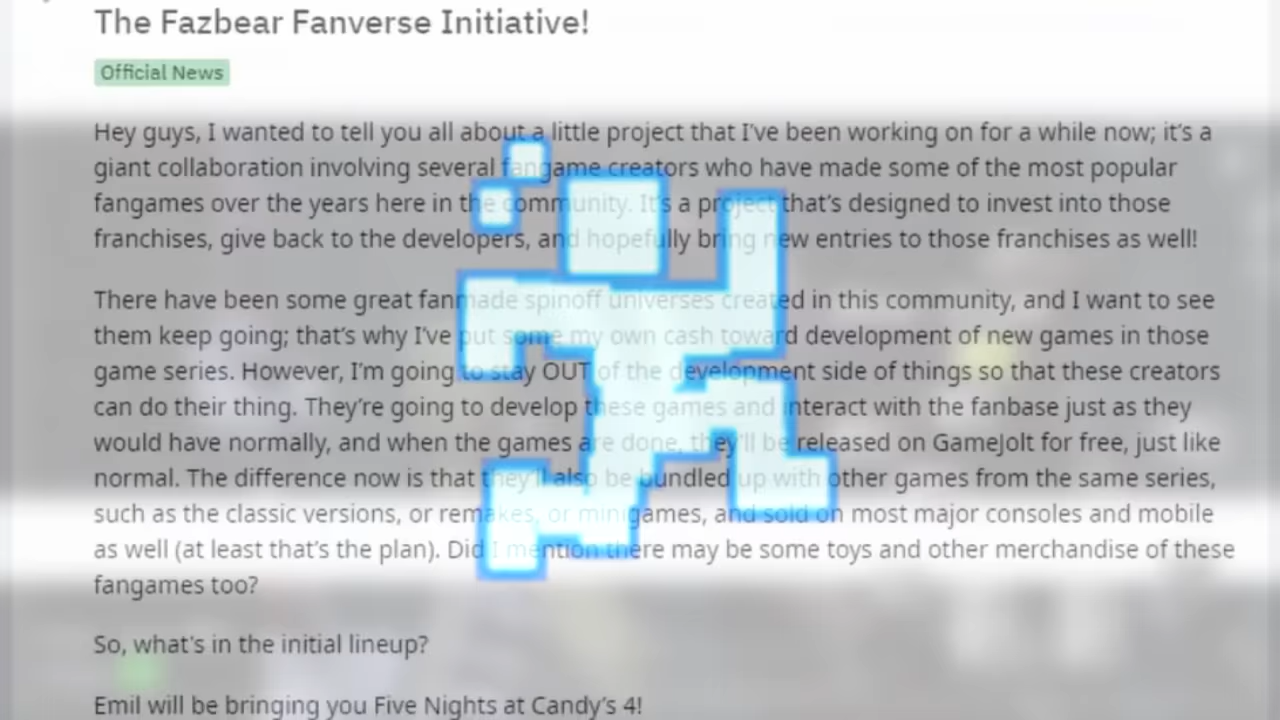 The Fazbear Fanverse Initiative!
Official News
Hey guys, I wanted to tell you all about a little project that I've been working on for a while now; it's a
giant collaboration involving several fangame creators who have made some of the most popular
fangames over the years here in the community. It's a project that's designed to invest into those
franchises, give back to the developers, and hopefully bring new entries to those franchises as well!
There have been some great fanmade spinoff universes created in this community, and I want to see
them keep going; that's why I've put some my own cash toward development of new games in those
game series. However, I'm going to stay OUT of the development side of things so that these creators
can do their thing. They're going to develop these games and interact with the fanbase just as they
would have normally, and when the games are done, they'll be released on GameJolt for free, just like
normal. The difference now is that they'll also be bundled up with other games from the same series,
such as the classic versions, or remakes, or minigames, and sold on most major consoles and mobile
as well (at least that's the plan). Did I mention there may be some toys and other merchandise of these
fangames too?
So, what's in the initial lineup?
Emil will be bringing you Five Nights at Candy's 4!